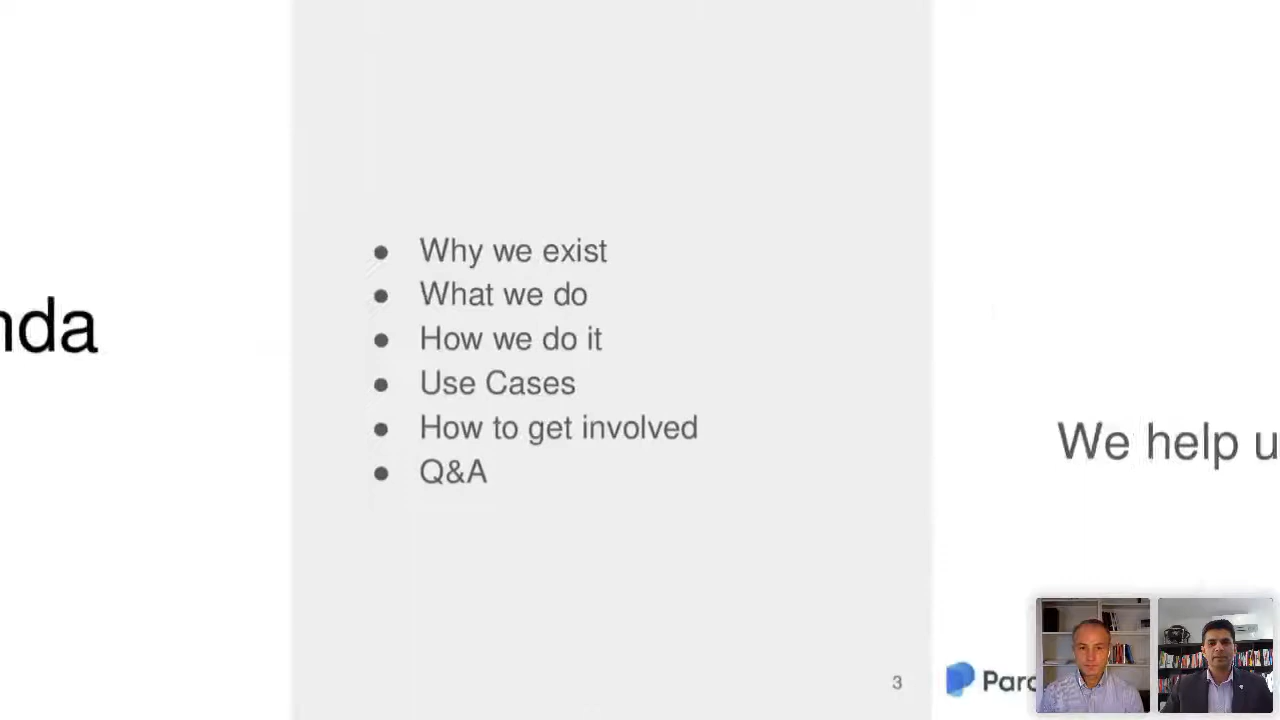 nda
Why we exist
What we do
How we do it
Use Cases
How to get involved
Q&A
3
We help u
Parc